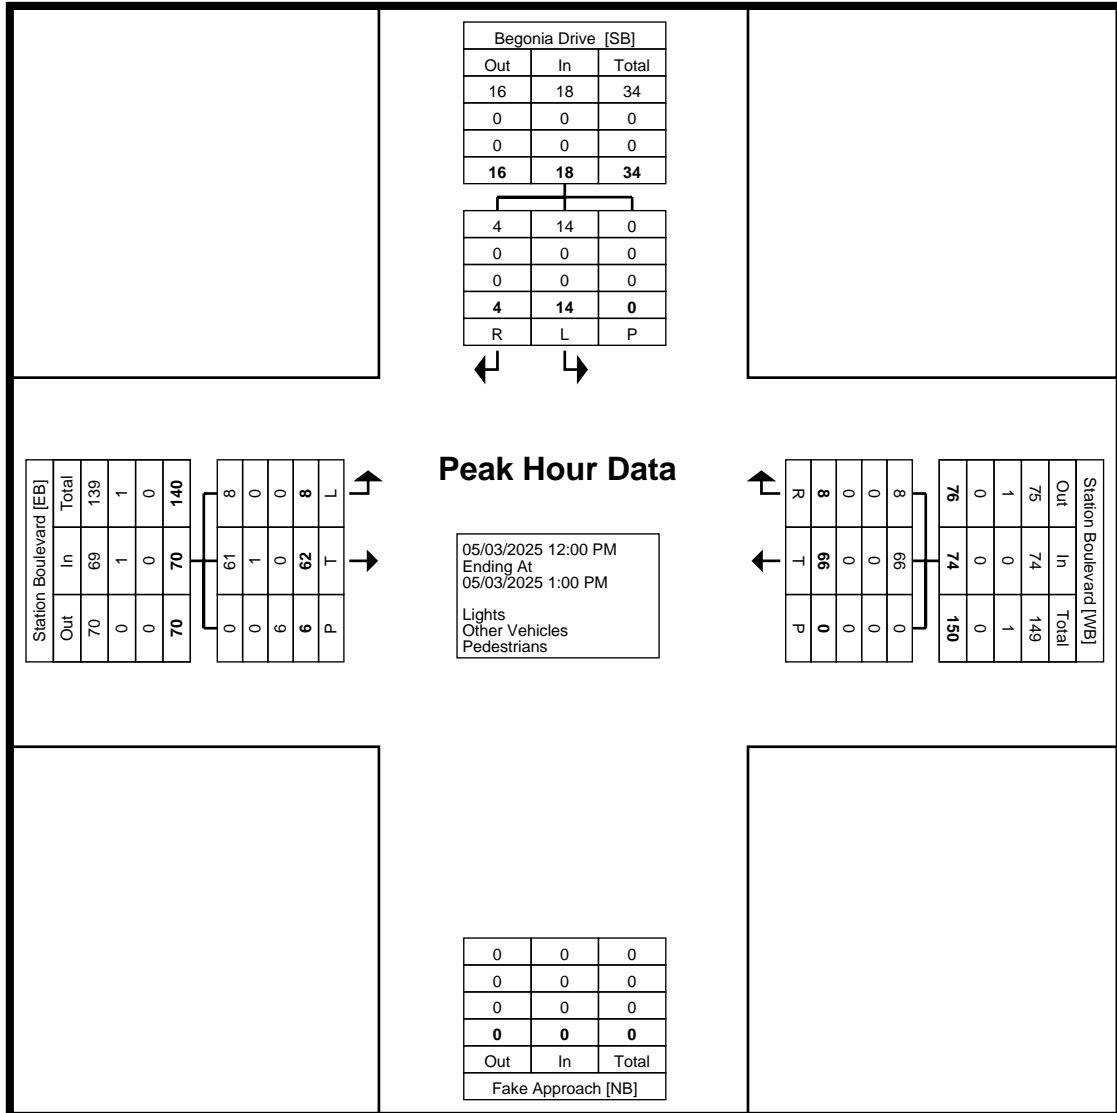 Begonia Drive [SB]
Out In Total
16 18 34
0 0 0
0 0 0
16 18 34
4 14 0
0 0 0
0 0 0
4 14 0
R L P
Station Boulevard [EB]
Out In Total
70 69 139
0 1 1
0 0 0
70 70 140
0 61 8
0 1 0
6 0 0
6 62 8
P T L
Peak Hour Data
05/03/2025 12:00 PM
Ending At
05/03/2025 1:00 PM
Lights
Other Vehicles
Pedestrians
Station Boulevard [WB]
Out In Total
75 74 149
1 0 1
0 0 0
76 74 150
8 66 0
0 0 0
0 0 0
8 66 0
R T P
0 0 0
0 0 0
0 0 0
0 0 0
Out In Total
Fake Approach [NB]